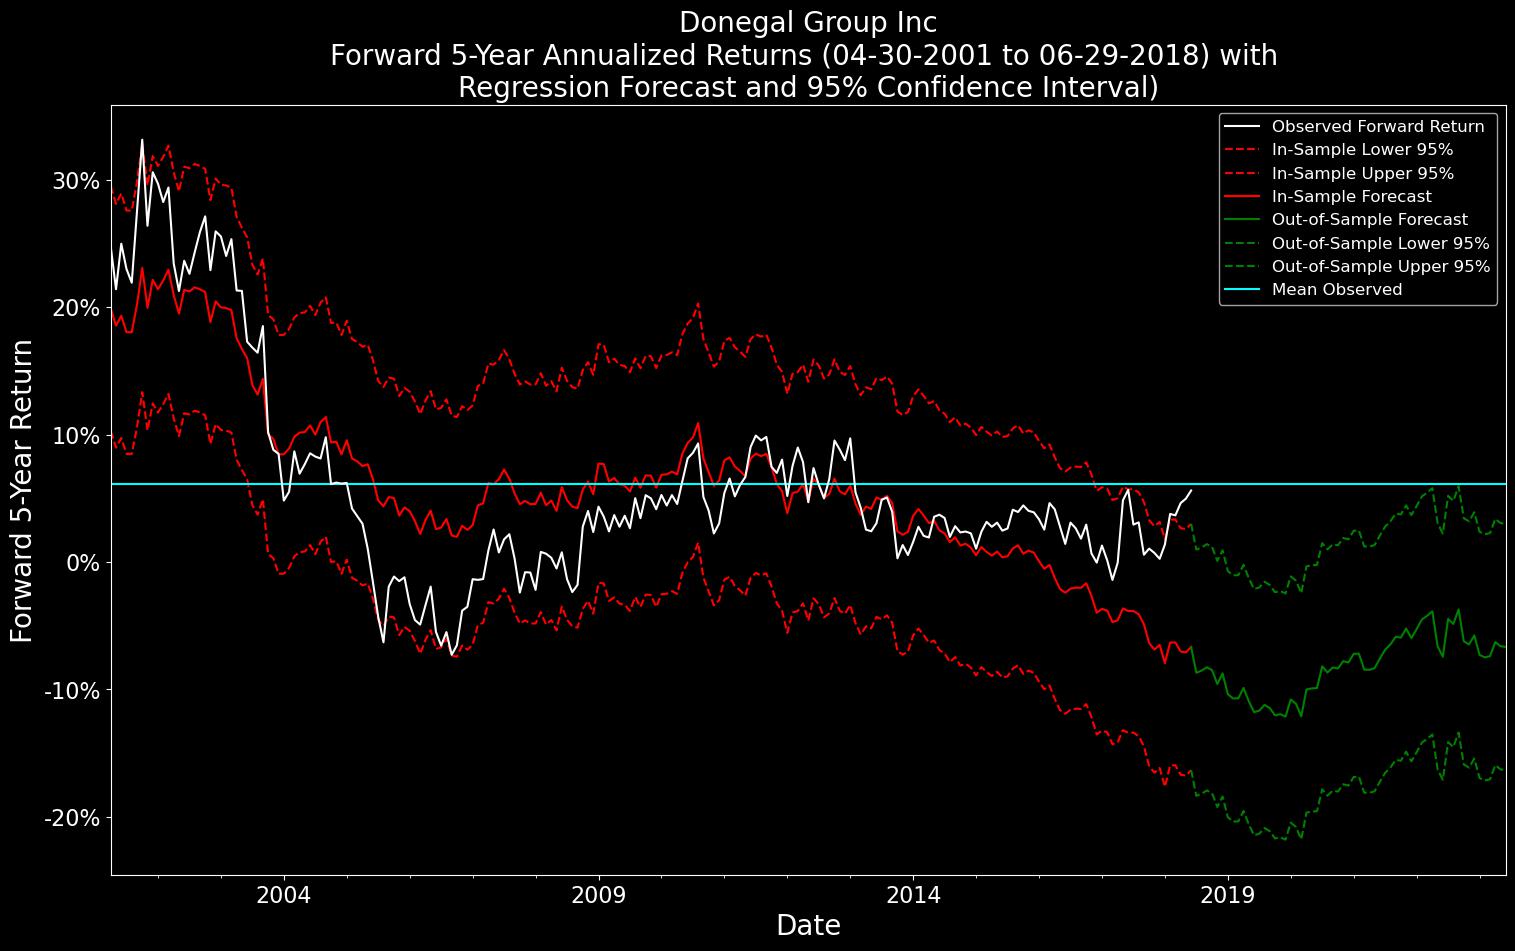 Donegal Group Inc
Forward 5-Year Annualized Returns (04-30-2001 to 06-29-2018) with
Regression Forecast and 95% Confidence Interval)
Observed Forward Return
In-Sample Lower 95%
In-Sample Upper 95%
In-Sample Forecast
Out-of-Sample Forecast
Out-of-Sample Lower 95%
Out-of-Sample Upper 95%
Mean Observed
Forward 5-Year Return
30%
20%
10%
0%
-10%
-20%
2004
2009
2014
2019
Date